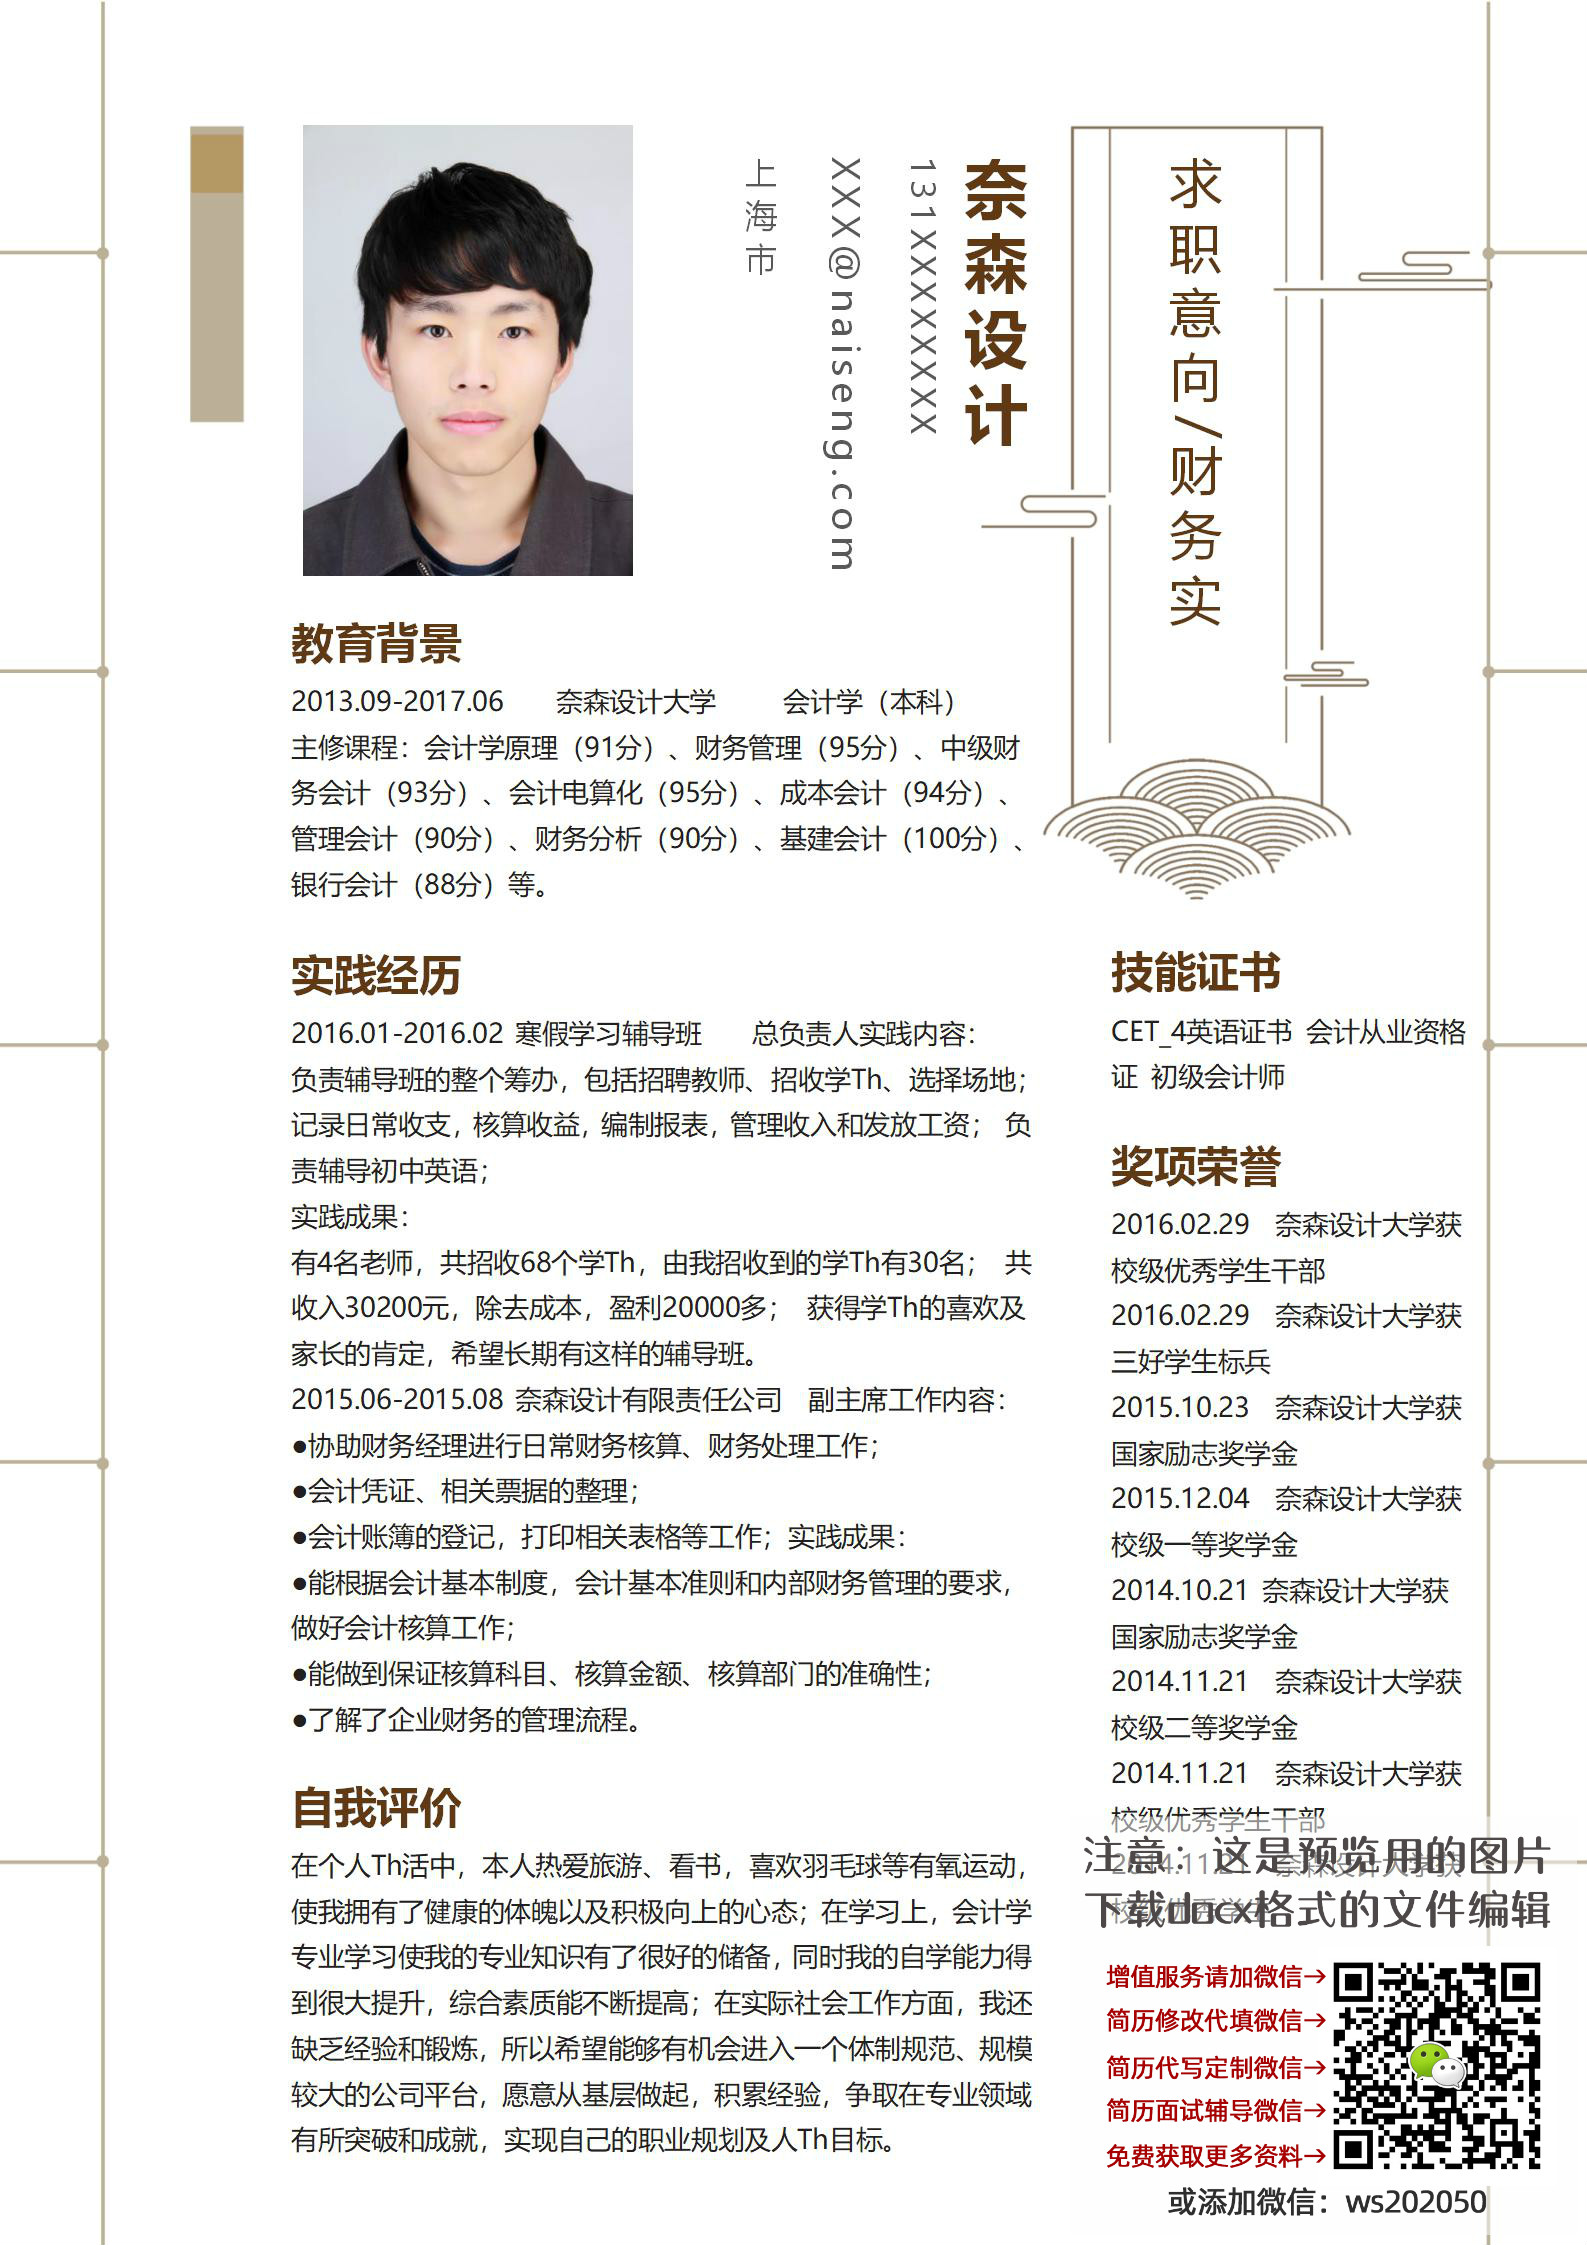 求职意向/财务实
奈森设计
131XXXXXXXX
XXX@naiseng.com
上海市
教育背景
2013.09-2017.06 奈森设计大学 会计学（本科）
主修课程：会计学原理（91分）、财务管理（95分）、中级财
务会计（93分）、会计电算化（95分）、成本会计（94分）、
管理会计（90分）、财务分析（90分）、基建会计（100分）、
银行会计（88分）等。
实践经历
2016.01-2016.02 寒假学习辅导班 总负责人实践内容：
负责辅导班的整个筹办，包括招聘教师、招收学Th、选择场地；
记录日常收支，核算收益，编制报表，管理收入和发放工资； 负
责辅导初中英语；
实践成果：
有4名老师，共招收68个学Th，由我招收到的学Th有30名； 共
收入30200元，除去成本，盈利20000多； 获得学Th的喜欢及
家长的肯定，希望长期有这样的辅导班。
2015.06-2015.08 奈森设计有限责任公司 副主席工作内容：
●协助财务经理进行日常财务核算、财务处理工作；
●会计凭证、相关票据的整理；
●会计账簿的登记，打印相关表格等工作；实践成果：
●能根据会计基本制度，会计基本准则和内部财务管理的要求，
做好会计核算工作；
●能做到保证核算科目、核算金额、核算部门的准确性；
●了解了企业财务的管理流程。
自我评价
在个人Th活中，本人热爱旅游、看书，喜欢羽毛球等有氧运动，
使我拥有了健康的体魄以及积极向上的心态；在学习上，会计学
专业学习使我的专业知识有了很好的储备，同时我的自学能力得
到很大提升，综合素质能不断提高；在实际社会工作方面，我还
缺乏经验和锻炼，所以希望能够有机会进入一个体制规范、规模
较大的公司平台，愿意从基层做起，积累经验，争取在专业领域
有所突破和成就，实现自己的职业规划及人Th目标。
技能证书
CET_4英语证书 会计从业资格
证 初级会计师
奖项荣誉
2016.02.29 奈森设计大学获
校级优秀学生干部
2016.02.29 奈森设计大学获
三好学生标兵
2015.10.23 奈森设计大学获
国家励志奖学金
2015.12.04 奈森设计大学获
校级一等奖学金
2014.10.21 奈森设计大学获
国家励志奖学金
2014.11.21 奈森设计大学获
校级二等奖学金
2014.11.21 奈森设计大学获
校级优秀学生干部
2014.11.21 奈森设计大学获
校级优秀学生
注意：这是预览用的图片
下载docx格式的文件编辑
增值服务请加微信→
简历修改代填微信→
简历代写定制微信→
简历面试辅导微信→
免费获取更多资料→
或添加微信：ws202050